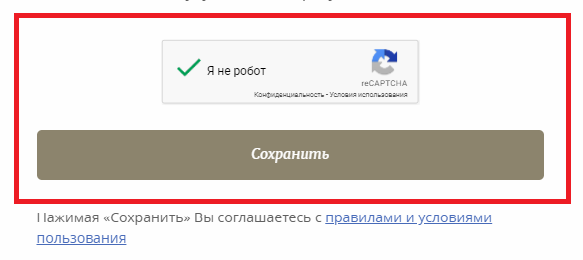 Я не робот
reCAPTCHA
Конфиденциальность - Условия использования
Сохранить
Нажимая «Сохранить» Вы соглашаетесь с правилами и условиями
пользования